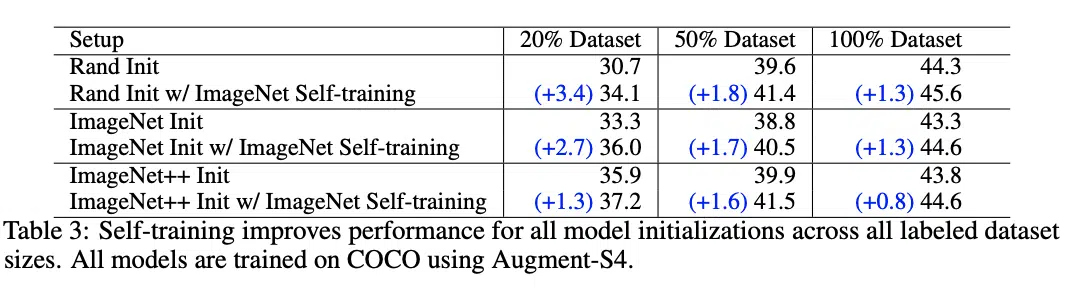 Setup 20% Dataset 50% Dataset 100% Dataset
Rand Init 30.7 39.6 44.3
Rand Init w/ ImageNet Self-training (+3.4) 34.1 (+1.8) 41.4 (+1.3) 45.6
ImageNet Init 33.3 38.8 43.3
ImageNet Init w/ ImageNet Self-training (+2.7) 36.0 (+1.7) 40.5 (+1.3) 44.6
ImageNet++ Init 35.9 39.9 43.8
ImageNet++ Init w/ ImageNet Self-training (+1.3) 37.2 (+1.6) 41.5 (+0.8) 44.6
Table 3: Self-training improves performance for all model initializations across all labeled dataset
sizes. All models are trained on COCO using Augment-S4.